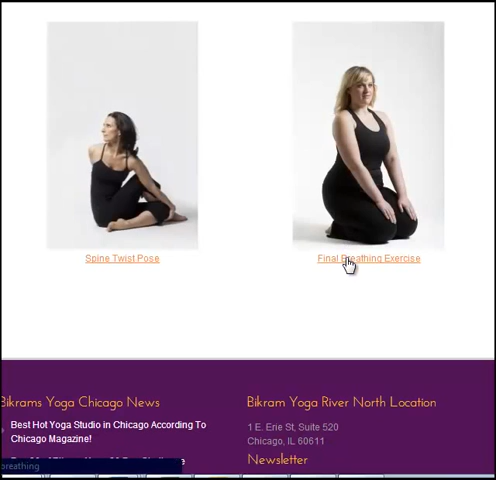 Spine Twist Pose
Final Breathing Exercise
Bikrams Yoga Chicago News
Best Hot Yoga Studio in Chicago According To
Chicago Magazine!
Bikram Yoga River North Location
1 E. Erie St, Suite 520
Chicago, IL 60611
Newsletter
breathing